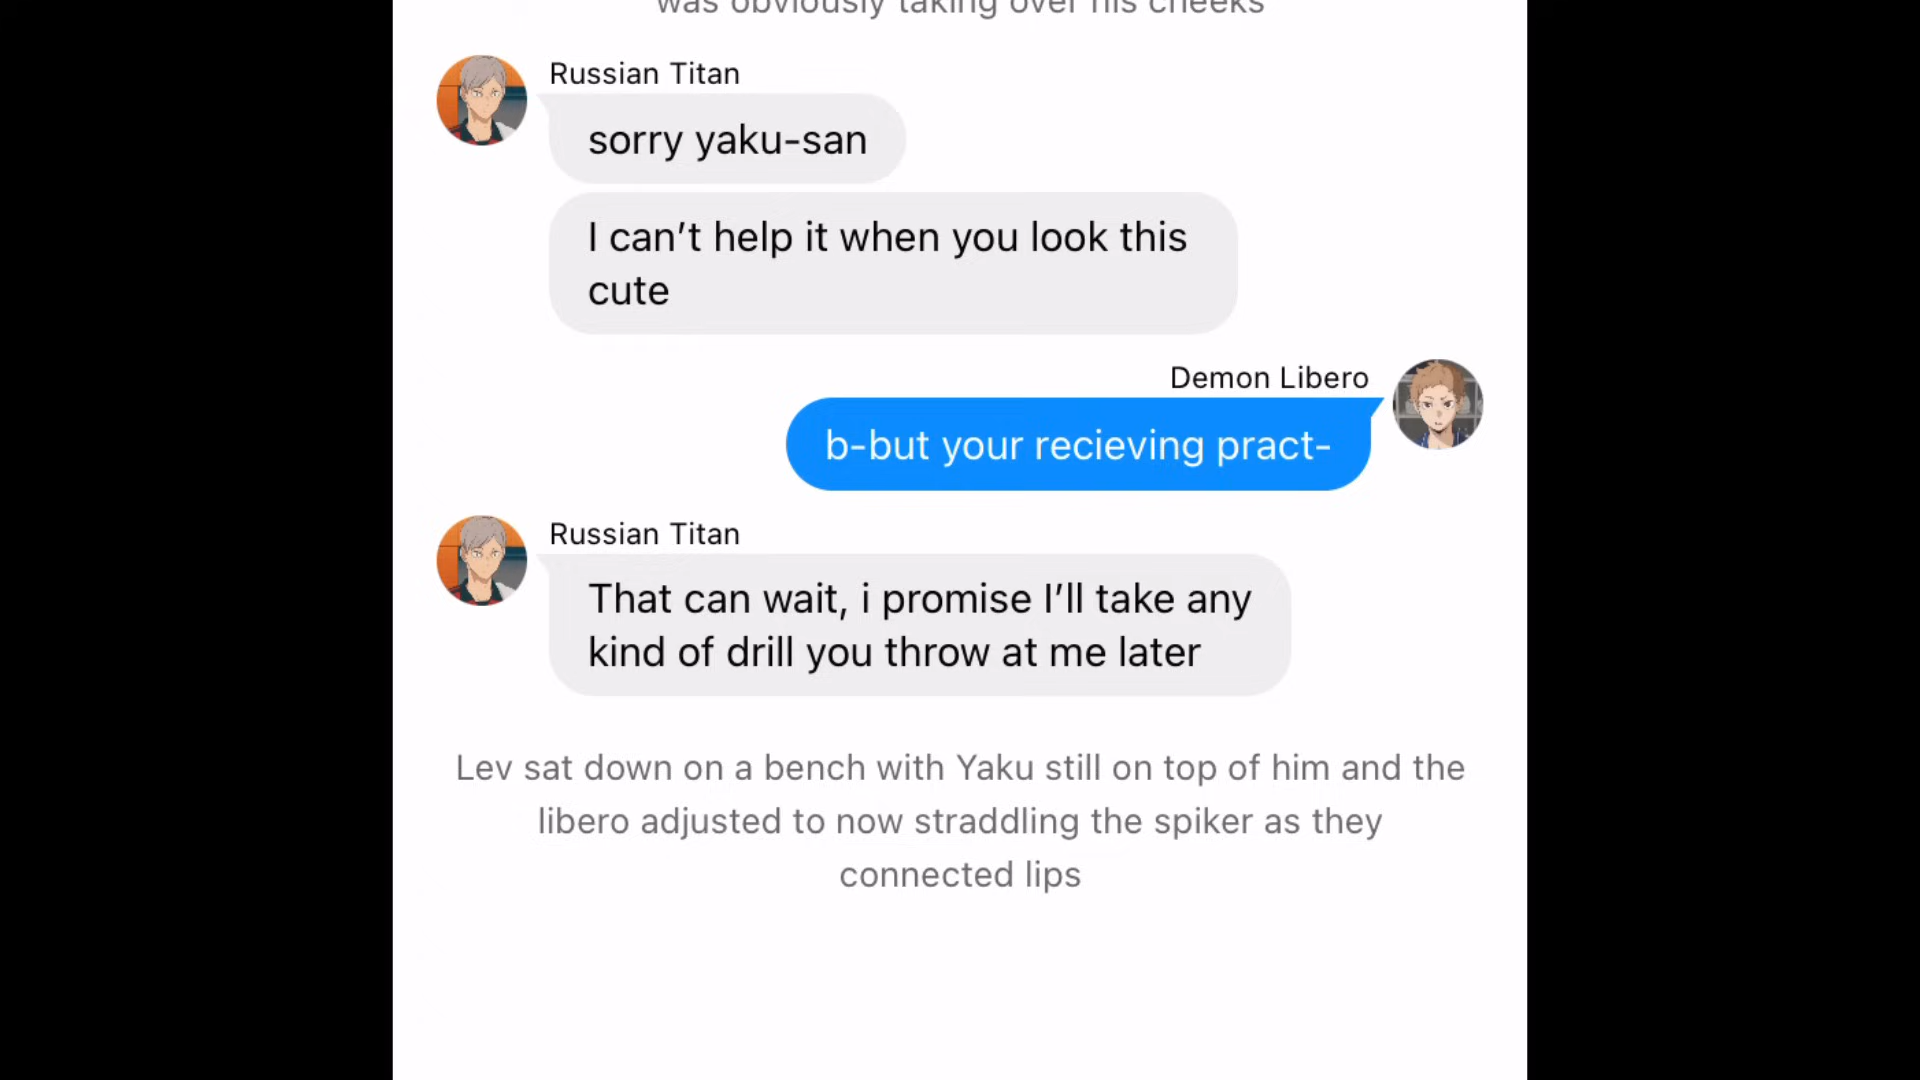 was obviously taking over his cheeks
Russian Titan
sorry yaku-san
I can’t help it when you look this
cute
Demon Libero
b-but your recieving pract-
Russian Titan
That can wait, i promise I’ll take any
kind of drill you throw at me later
Lev sat down on a bench with Yaku still on top of him and the
libero adjusted to now straddling the spiker as they
connected lips